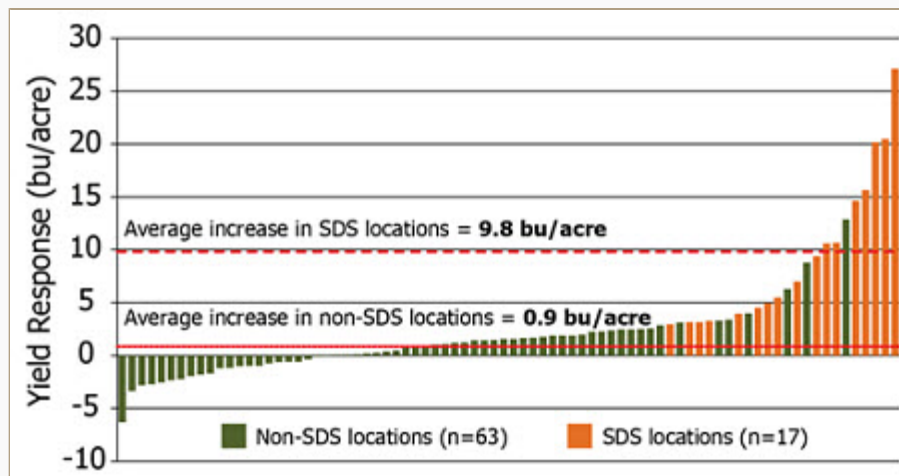 30
25
20
15
10
5
0
-5
-10
Yield Response (bu/acre)
Average increase in SDS locations = 9.8 bu/acre
Average increase in non-SDS locations = 0.9 bu/acre
Non-SDS locations (n=63)
SDS locations (n=17)